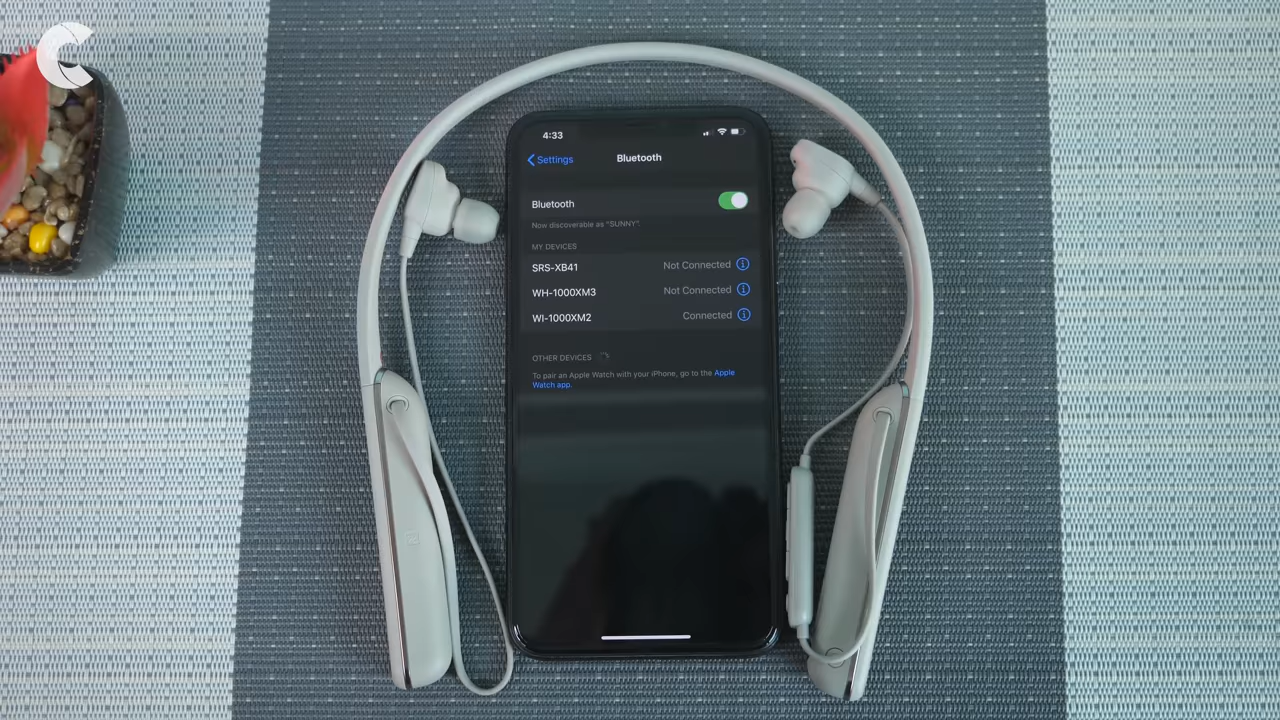 4:33
Settings
Bluetooth
Bluetooth
Now discoverable as "SUNNY".
MY DEVICES
SRS-XB41 Not Connected
WH-1000XM3 Not Connected
WI-1000XM2 Connected
OTHER DEVICES
To pair an Apple Watch with your iPhone, go to the Apple
Watch app.